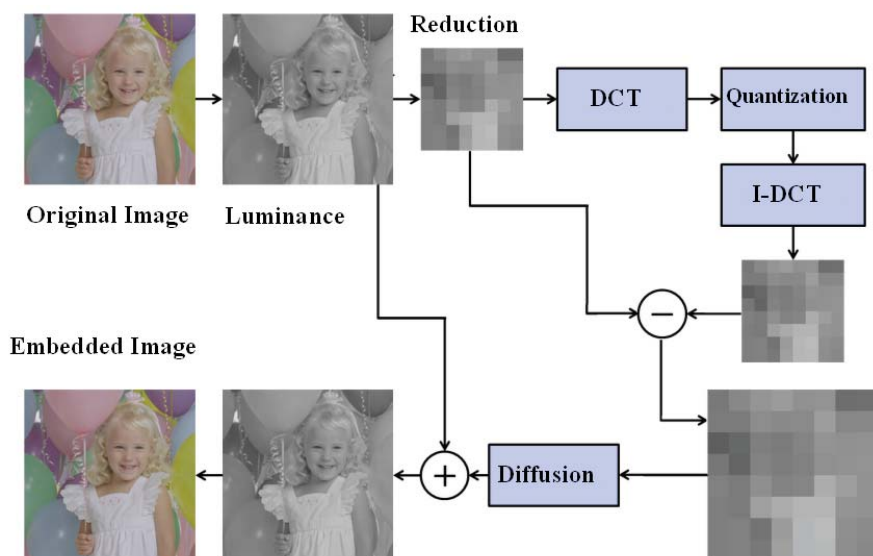 Reduction
DCT
Quantization
I-DCT
Original Image
Luminance
Embedded Image
Diffusion